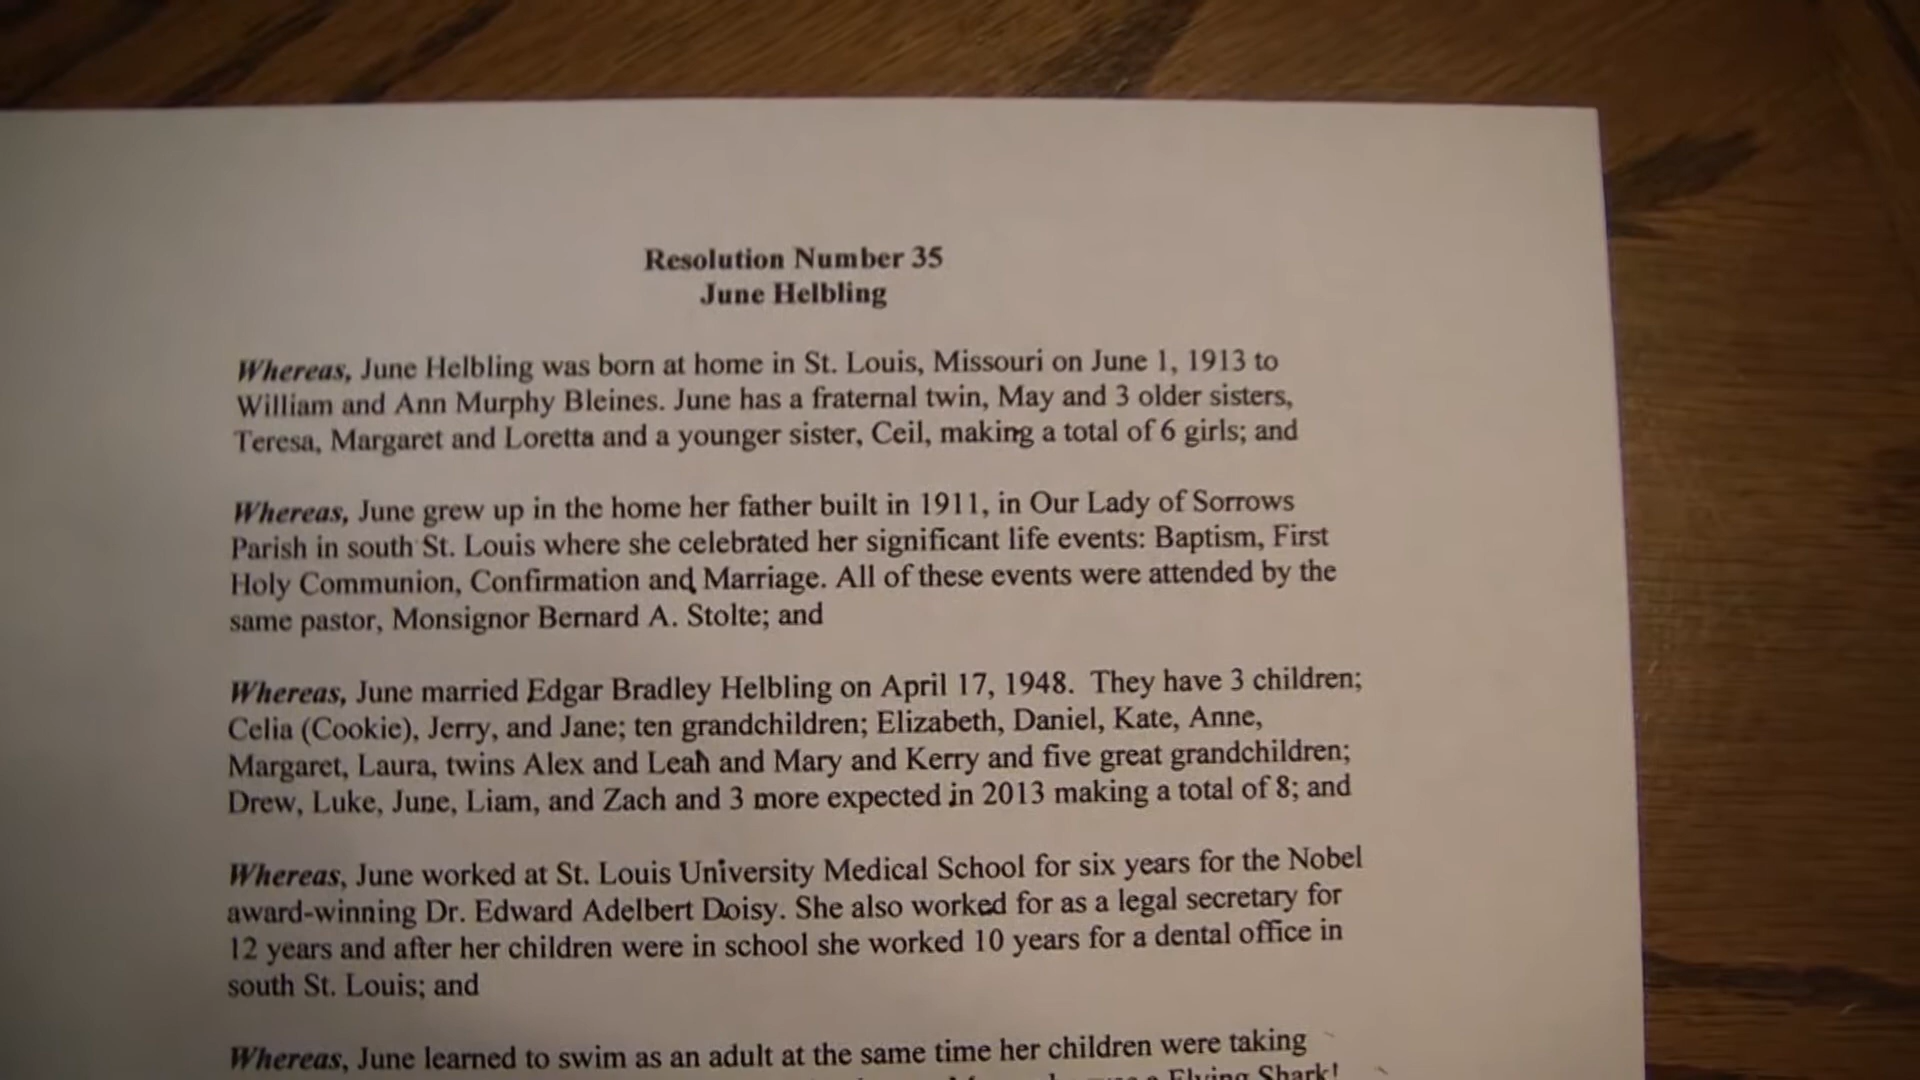 Resolution Number 35
June Helbling
Whereas, June Helbling was born at home in St. Louis, Missouri on June 1, 1913 to
William and Ann Murphy Bleines. June has a fraternal twin, May and 3 older sisters,
Teresa, Margaret and Loretta and a younger sister, Ceil, making a total of 6 girls; and
Whereas, June grew up in the home her father built in 1911, in Our Lady of Sorrows
Parish in south St. Louis where she celebrated her significant life events: Baptism, First
Holy Communion, Confirmation and Marriage. All of these events were attended by the
same pastor, Monsignor Bernard A. Stolte; and
Whereas, June married Edgar Bradley Helbling on April 17, 1948. They have 3 children;
Celia (Cookie), Jerry, and Jane; ten grandchildren; Elizabeth, Daniel, Kate, Anne,
Margaret, Laura, twins Alex and Leah and Mary and Kerry and five great grandchildren;
Drew, Luke, June, Liam, and Zach and 3 more expected in 2013 making a total of 8; and
Whereas, June worked at St. Louis University Medical School for six years for the Nobel
award-winning Dr. Edward Adelbert Doisy. She also worked for as a legal secretary for
12 years and after her children were in school she worked 10 years for a dental office in
south St. Louis; and
Whereas, June learned to swim as an adult at the same time her children were taking
a Flying Shark!